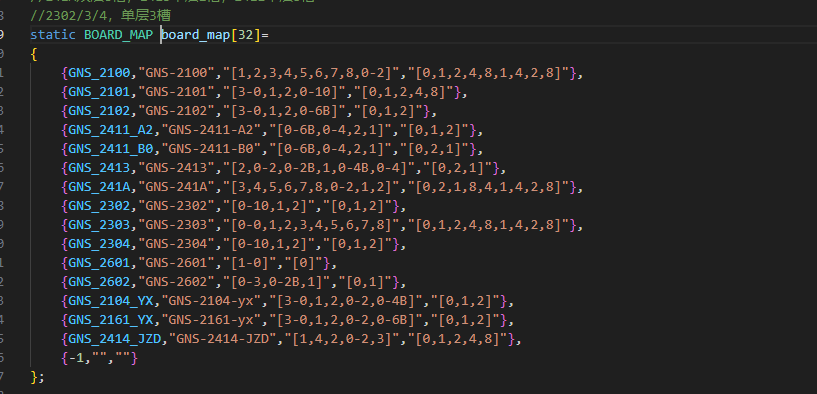 //2302/3/4, 单层3槽
static BOARD_MAP board_map[32]=
{
{GNS_2100,"GNS-2100","[1,2,3,4,5,6,7,8,0-2]","[0,1,2,4,8,1,4,2,8]"},
{GNS_2101,"GNS-2101","[3-0,1,2,0-10]","[0,1,2,4,8]"},
{GNS_2102,"GNS-2102","[3-0,1,2,0-6B]","[0,1,2]"},
{GNS_2411_A2,"GNS-2411-A2","[0-6B,0-4,2,1]","[0,1,2]"},
{GNS_2411_B0,"GNS-2411-B0","[0-6B,0-4,2,1]","[0,2,1]"},
{GNS_2413,"GNS-2413","[2,0-2,0-2B,1,0-4B,0-4]","[0,2,1]"},
{GNS_241A,"GNS-241A","[3,4,5,6,7,8,0-2,1,2]","[0,2,1,8,4,1,4,2,8]"},
{GNS_2302,"GNS-2302","[0-10,1,2]","[0,1,2]"},
{GNS_2303,"GNS-2303","[0-0,1,2,3,4,5,6,7,8]","[0,1,2,4,8,1,4,2,8]"},
{GNS_2304,"GNS-2304","[0-10,1,2]","[0,1,2]"},
{GNS_2601,"GNS-2601","[1-0]","[0]"},
{GNS_2602,"GNS-2602","[0-3,0-2B,1]","[0,1]"},
{GNS_2104_YX,"GNS-2104-yx","[3-0,1,2,0-2,0-4B]","[0,1,2]"},
{GNS_2161_YX,"GNS-2161-yx","[3-0,1,2,0-2,0-6B]","[0,1,2]"},
{GNS_2414_JZD,"GNS-2414-JZD","[1,4,2,0-2,3]","[0,1,2,4,8]"},
{-1,"",""}
};